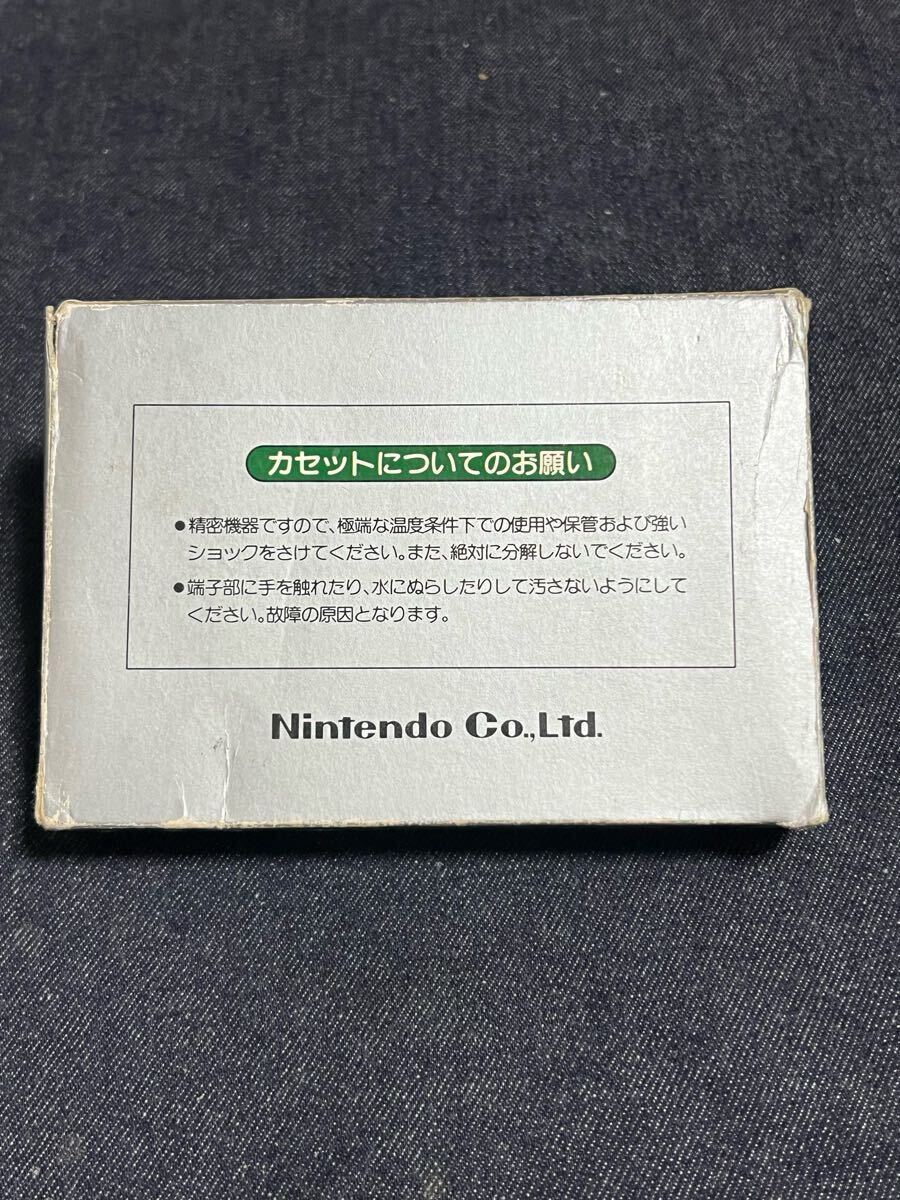 カセットについてのお願い
●精密機器ですので、極端な温度条件下での使用や保管および強い
ショックをさけてください。また、絶対に分解しないでください。
●端子部に手を触れたり、水にぬらしたりして汚さないようにして
ください。故障の原因となります。
Nintendo Co.,Ltd.